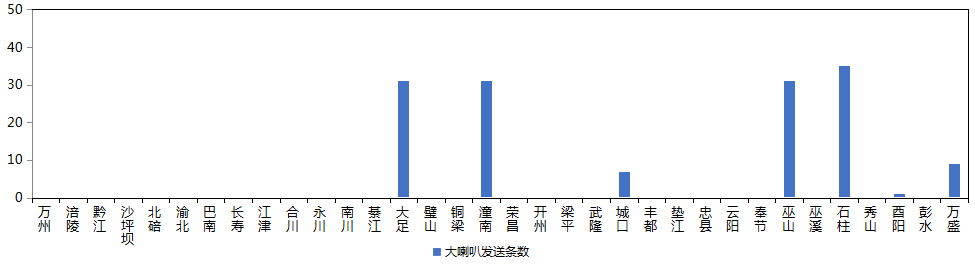 50
40
30
20
10
0
万州
涪陵
黔江
沙坪坝
北碚
渝北
巴南
长寿
江津
合川
永川
南川
綦江
大足
璧山
铜梁
潼南
荣昌
开州
梁平
武隆
城口
丰都
垫江
忠县
云阳
奉节
巫山
巫溪
石柱
秀山
酉阳
彭水
万盛
大喇叭发送条数